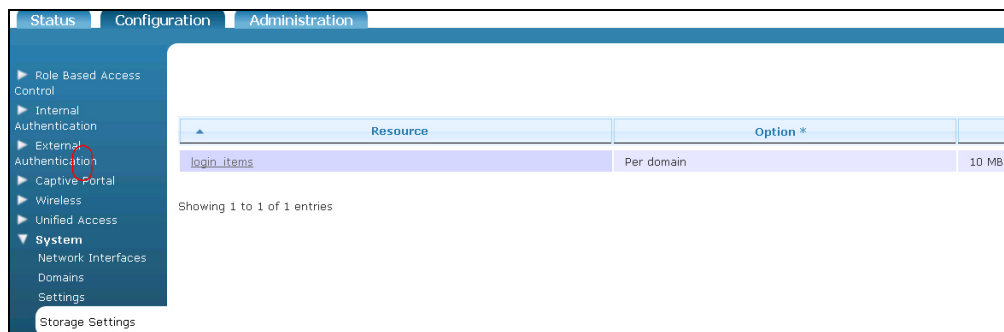 Status Configuration Administration
Role Based Access
Control
Internal
Authentication
External
Authentication
Captive Portal
Wireless
Unified Access
System
Network Interfaces
Domains
Settings
Storage Settings
Resource Option *
login_items Per domain 10 MB
Showing 1 to 1 of 1 entries